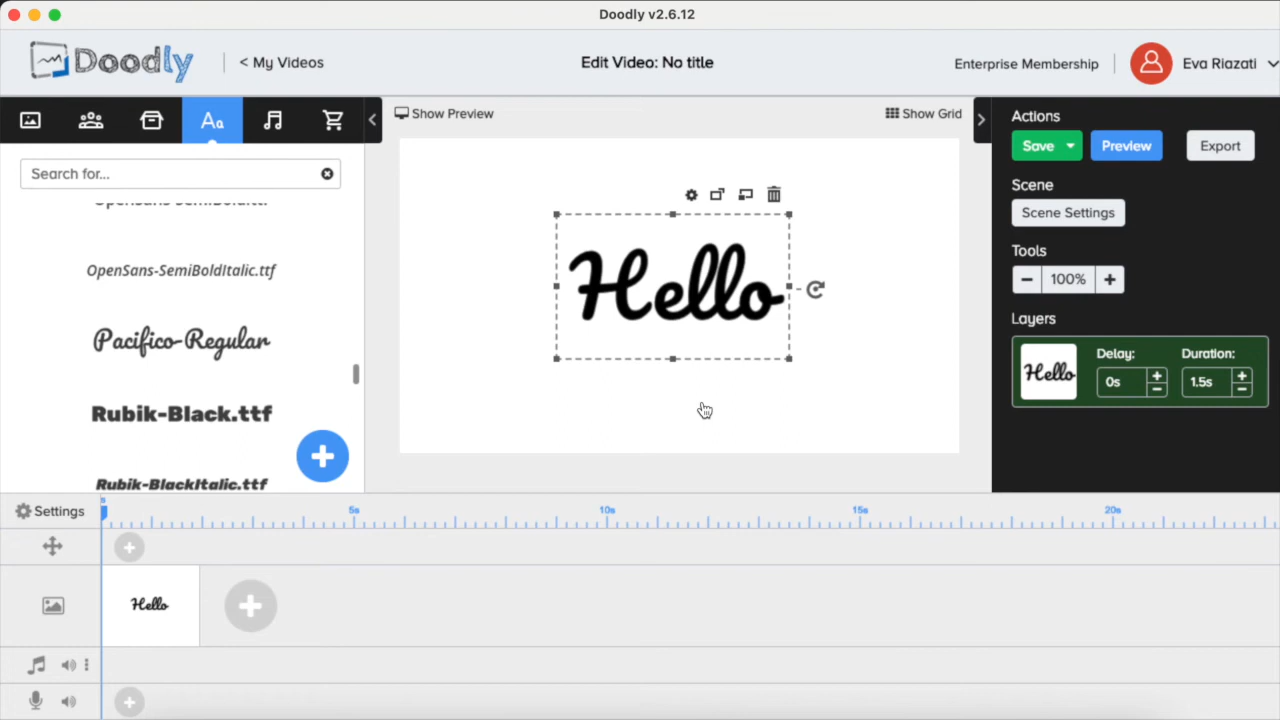 Doodly v2.6.12
Doodly
< My Videos
Edit Video: No title
Enterprise Membership
Eva Riazati
Aa
Show Preview
Show Grid
Search for...
OpenSans-SemiBoldItalic.ttf
Pacifico-Regular
Rubik-Black.ttf
Rubik-BlackItalic.ttf
Hello
Actions
Save
Preview
Export
Scene
Scene Settings
Tools
100%
Layers
Hello
Delay:
0s
Duration:
1.5s
Settings
s
5s
10s
15s
20s
Hello